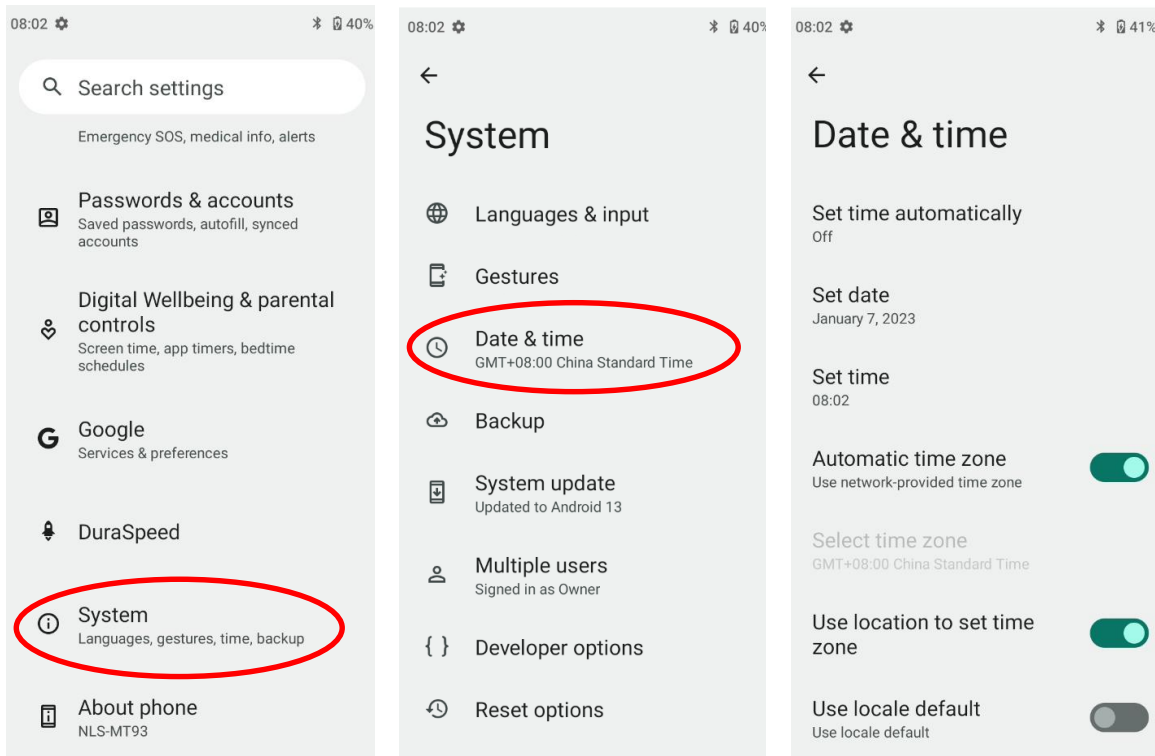 08:02 40%
Search settings
Emergency SOS, medical info, alerts
Passwords & accounts
Saved passwords, autofill, synced
accounts
Digital Wellbeing & parental
controls
Screen time, app timers, bedtime
schedules
Google
Services & preferences
DuraSpeed
System
Languages, gestures, time, backup
About phone
NLS-MT93
08:02 40%
System
Languages & input
Gestures
Date & time
GMT+08:00 China Standard Time
Backup
System update
Updated to Android 13
Multiple users
Signed in as Owner
Developer options
Reset options
08:02 41%
Date & time
Set time automatically
Off
Set date
January 7, 2023
Set time
08:02
Automatic time zone
Use network-provided time zone
Select time zone
GMT+08:00 China Standard Time
Use location to set time
zone
Use locale default
Use locale default